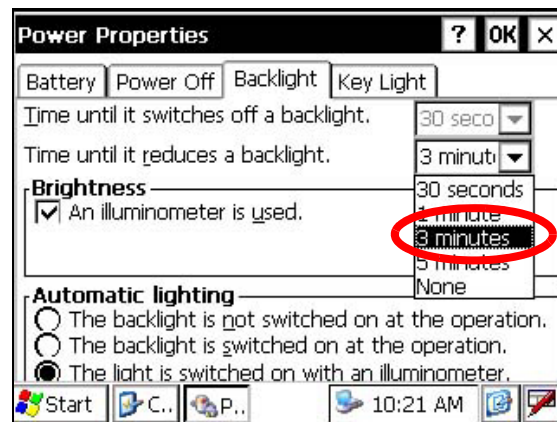 Power Properties ? OK ×
Battery Power Off Backlight Key Light
Time until it switches off a backlight. 30 seco
Time until it reduces a backlight. 3 minut
30 seconds
1 minute
3 minutes
5 minutes
None
Brightness
An illuminometer is used.
Automatic lighting
The backlight is not switched on at the operation.
The backlight is switched on at the operation.
The light is switched on with an illuminometer.
Start C.. P.. 10:21 AM